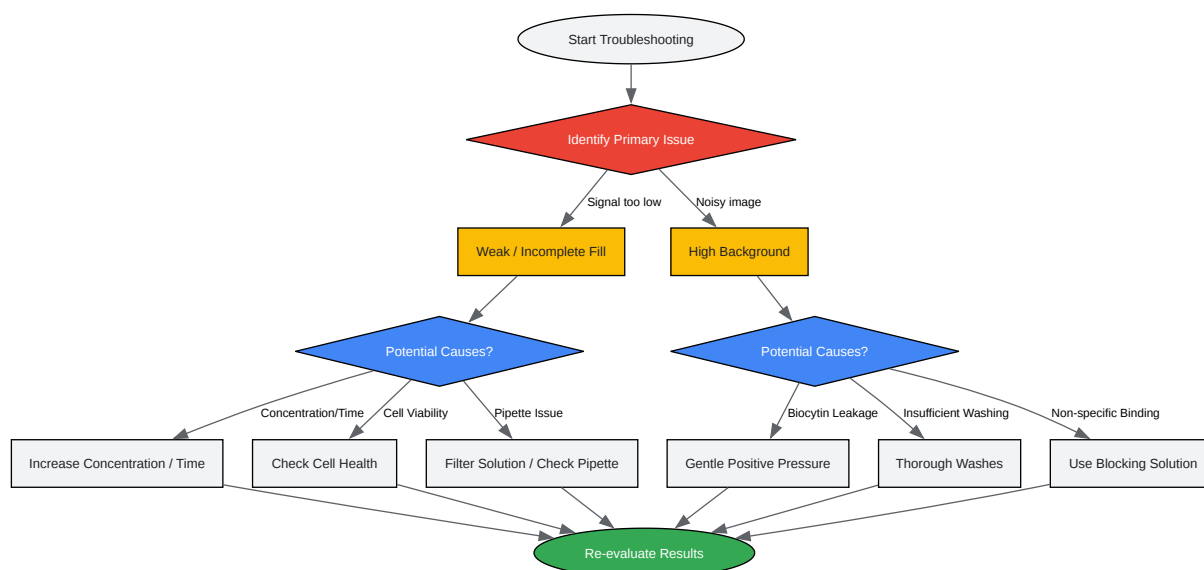 Start Troubleshooting
Identify Primary Issue
Signal too low
Noisy image
Weak / Incomplete Fill
High Background
Potential Causes?
Potential Causes?
Concentration/Time
Cell Viability
Pipette Issue
Biocytin Leakage
Insufficient Washing
Non-specific Binding
Increase Concentration / Time
Check Cell Health
Filter Solution / Check Pipette
Gentle Positive Pressure
Thorough Washes
Use Blocking Solution
Re-evaluate Results